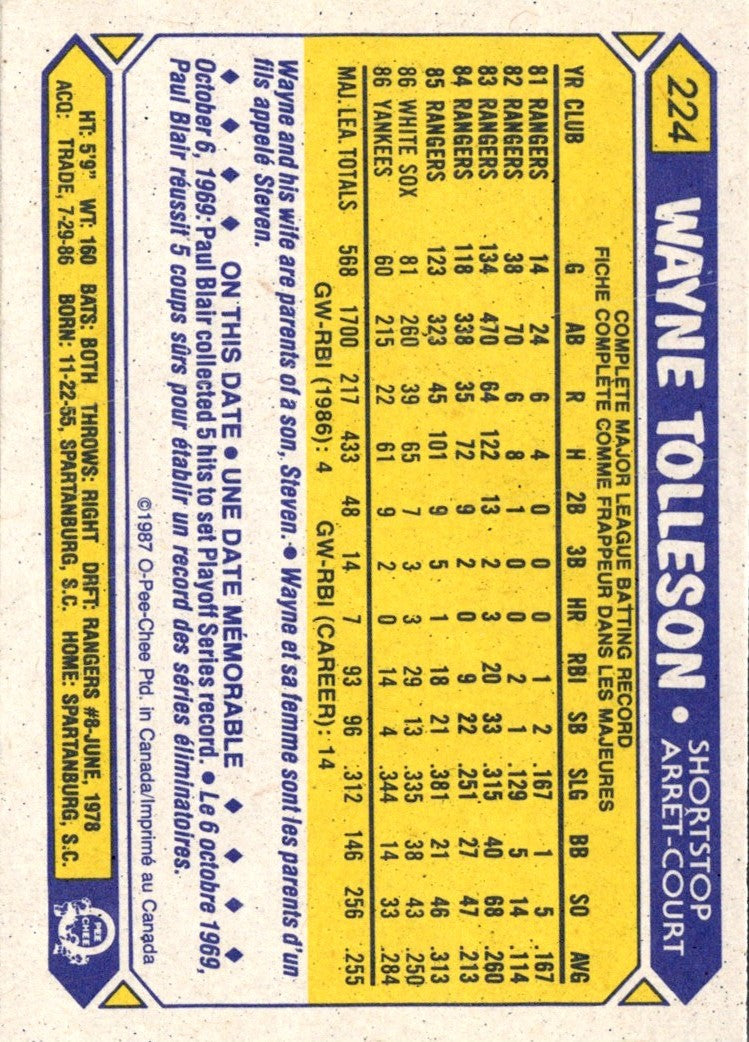 224
WAYNE TOLLESON • SHORTSTOP
ARRÊT-COURT
COMPLETE MAJOR LEAGUE BATTING RECORD
FICHE COMPLÈTE COMME FRAPPEUR DANS LES MAJEURES
YR CLUB G AB R H 2B 3B HR RBI SB SLG BB SO AVG
81 RANGERS 14 24 6 4 0 0 0 1 2 .167 1 5 .167
82 RANGERS 38 70 6 8 1 0 0 2 1 .129 5 14 .114
83 RANGERS 134 470 64 122 13 2 3 20 33 .315 40 68 .260
84 RANGERS 118 338 35 72 9 2 0 9 22 .251 27 47 .213
85 RANGERS 123 323 45 101 9 5 1 18 21 .381 21 46 .313
86 WHITE SOX 81 260 39 65 7 3 3 29 13 .335 38 43 .250
86 YANKEES 60 215 22 61 9 2 0 14 4 .344 14 33 .284
MAJ. LEA. TOTALS 568 1700 217 433 48 14 7 93 96 .312 146 256 .255
GW-RBI (1986): 4 GW-RBI (CAREER): 14
Wayne and his wife are parents of a son, Steven. • Wayne et sa femme sont les parents d'un
fils appelé Steven.
ON THIS DATE • UNE DATE MÉMORABLE
October 6, 1969: Paul Blair collected 5 hits to set Playoff Series record. • Le 6 octobre 1969,
Paul Blair réussit 5 coups sûrs pour établir un record des séries éliminatoires.
©1987 O-Pee-Chee Ptd. in Canada/Imprimé au Canada
HT: 5'9" WT: 160 BATS: BOTH THROWS: RIGHT DRFT: RANGERS #8-JUNE, 1978
ACQ: TRADE, 7-29-86 BORN: 11-22-55, SPARTANBURG, S.C. HOME: SPARTANBURG, S.C.
O
PEE
CHEE